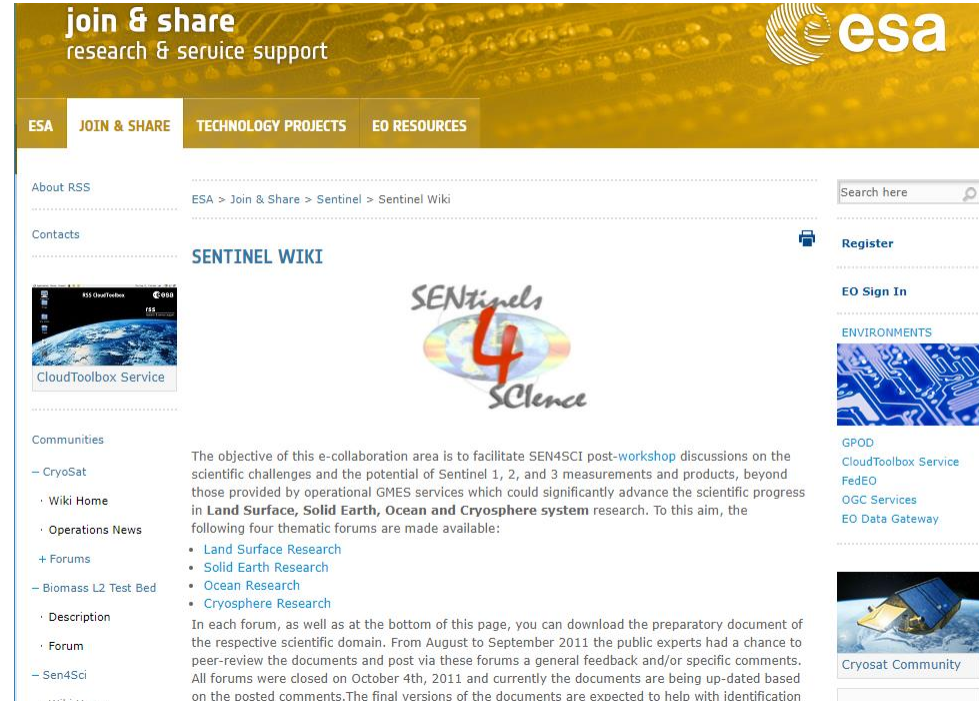 join & share
research & service support
esa
ESA
JOIN & SHARE
TECHNOLOGY PROJECTS
EO RESOURCES
About RSS
Contacts
RSS CloudToolbox
esa
rss
CloudToolbox Service
Communities
– CryoSat
· Wiki Home
· Operations News
+ Forums
– Biomass L2 Test Bed
· Description
· Forum
– Sen4Sci
ESA > Join & Share > Sentinel > Sentinel Wiki
SENTINEL WIKI
SENtinels
4
SCIence
The objective of this e-collaboration area is to facilitate SEN4SCI post-workshop discussions on the
scientific challenges and the potential of Sentinel 1, 2, and 3 measurements and products, beyond
those provided by operational GMES services which could significantly advance the scientific progress
in Land Surface, Solid Earth, Ocean and Cryosphere system research. To this aim, the
following four thematic forums are made available:
• Land Surface Research
• Solid Earth Research
• Ocean Research
• Cryosphere Research
In each forum, as well as at the bottom of this page, you can download the preparatory document of
the respective scientific domain. From August to September 2011 the public experts had a chance to
peer-review the documents and post via these forums a general feedback and/or specific comments.
All forums were closed on October 4th, 2011 and currently the documents are being up-dated based
on the posted comments.The final versions of the documents are expected to help with identification
Search here
Register
EO Sign In
ENVIRONMENTS
GPOD
CloudToolbox Service
FedEO
OGC Services
EO Data Gateway
Cryosat Community